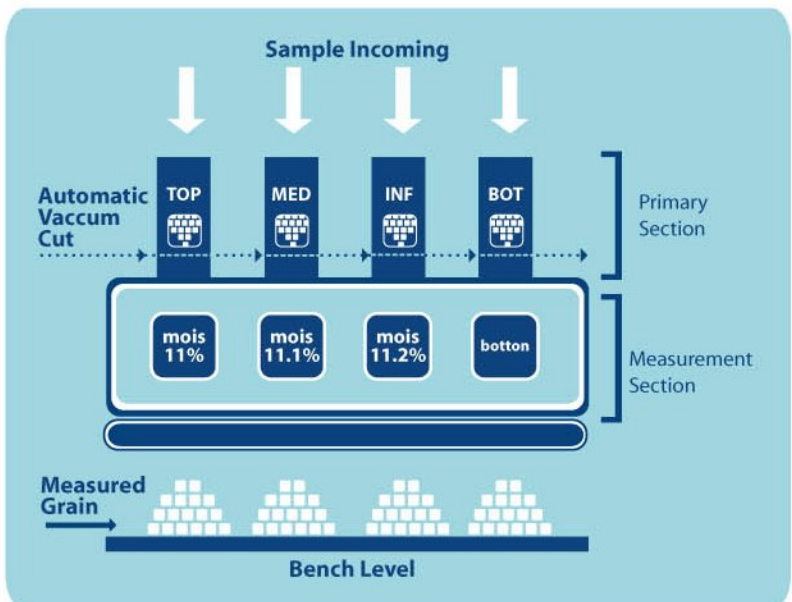 Sample Incoming
TOP
MED
INF
BOT
Automatic
Vaccum
Cut
Primary
Section
mois
11%
mois
11.1%
mois
11.2%
botton
Measurement
Section
Measured
Grain
Bench Level